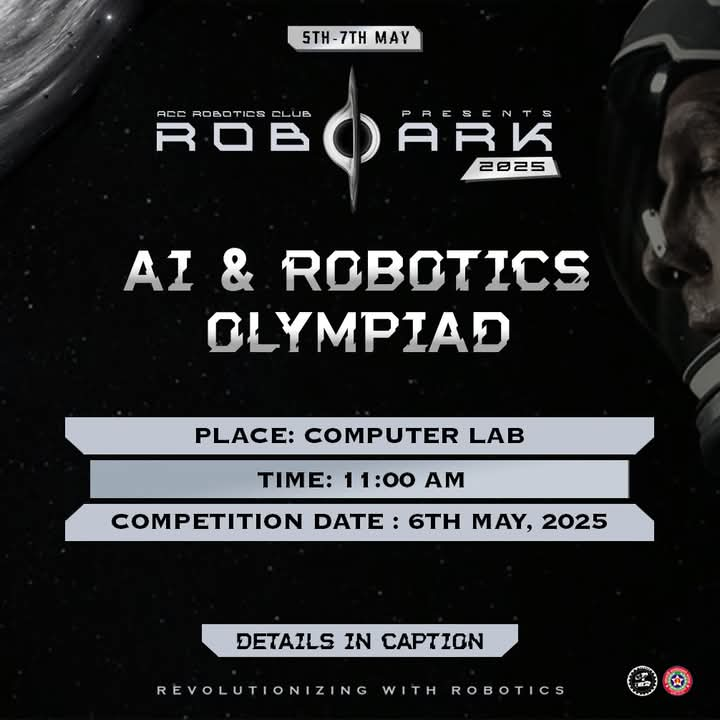 5TH-7TH MAY
ACC ROBOTICS CLUB PRESENTS
ROBOARK
2025
AI & ROBOTICS
OLYMPIAD
PLACE: COMPUTER LAB
TIME: 11:00 AM
COMPETITION DATE : 6TH MAY, 2025
DETAILS IN CAPTION
REVOLUTIONIZING WITH ROBOTICS